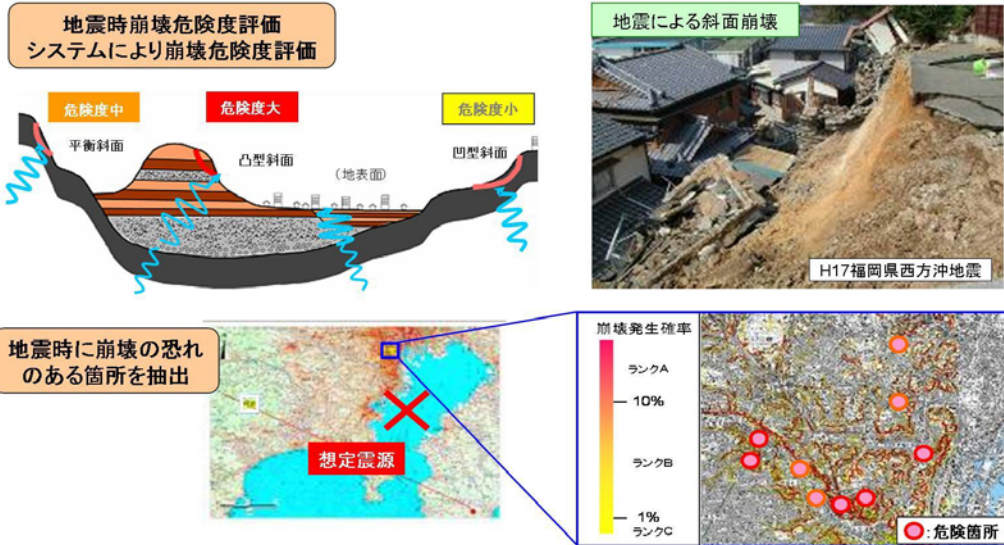 地震時崩壊危険度評価
システムにより崩壊危険度評価
地震による斜面崩壊
危険度中
危険度大
危険度小
平衡斜面
凸型斜面
凹型斜面
(地表面)
H17福岡県西方沖地震
地震時に崩壊の恐れ
のある箇所を抽出
想定震源
崩壊発生確率
ランクA
10%
ランクB
1%
ランクC
:危険箇所